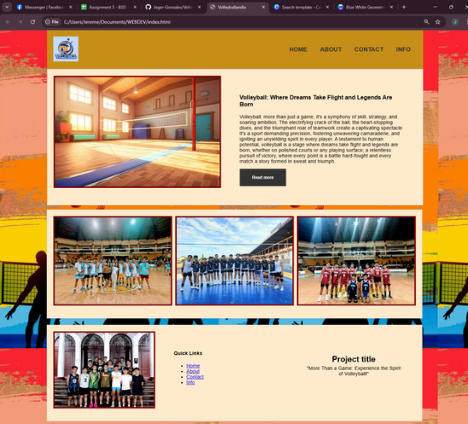 Messenger | Facebo
Assignment 5 - BSIS
Volleyballandia
Search template - C
Blue White Geometr
File C:/Users/Jereme/Documents/WEBDEV/index.html
HOME ABOUT CONTACT INFO
Volleyball: Where Dreams Take Flight and Legends Are
Born
Volleyball: more than just a game, it's a symphony of skill, strategy, and
soaring ambition. The electrifying crack of the ball, the heart-stopping
dives, and the triumphant roar of teamwork create a captivating spectacle.
It's a sport demanding precision, fostering unwavering camaraderie, and
igniting an unyielding spirit in every player. A testament to human
potential, volleyball is a stage where dreams take flight and legends are
born, whether on polished courts or any playing surface; a relentless
pursuit of victory, where every point is a battle hard-fought and every
match a story formed in sweat and triumph.
Read more
Quick Links
Home
About
Contact
Info
Project title
"More Than a Game: Experience the Spirit
of Volleyball!"